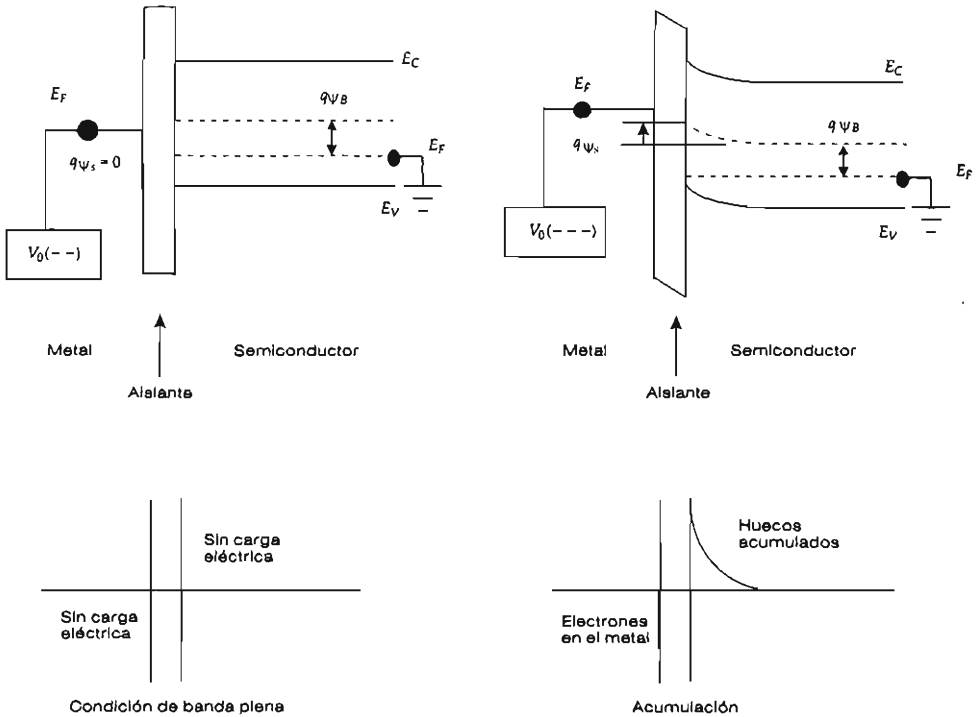 E_C
E_F
qψ_B
qψ_s = 0
E_F
E_V
V_0(− −)
Metal
Semiconductor
Aislante
E_C
E_F
qψ_B
qψ_s
E_F
E_V
V_0(− − −)
Metal
Semiconductor
Aislante
Sin carga
eléctrica
Sin carga
eléctrica
Condición de banda plena
Huecos
acumulados
Electrones
en el metal
Acumulación